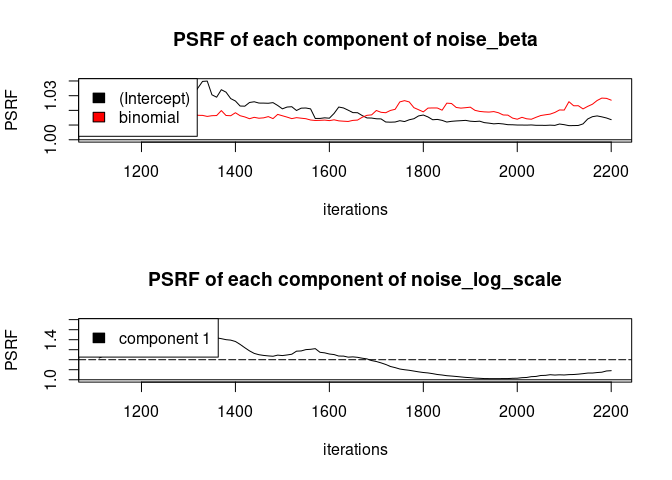 PSRF of each component of noise_beta
PSRF
1.03
1.00
(Intercept)
binomial
1200 1400 1600 1800 2000 2200
iterations
PSRF of each component of noise_log_scale
PSRF
1.4
1.0
component 1
1200 1400 1600 1800 2000 2200
iterations